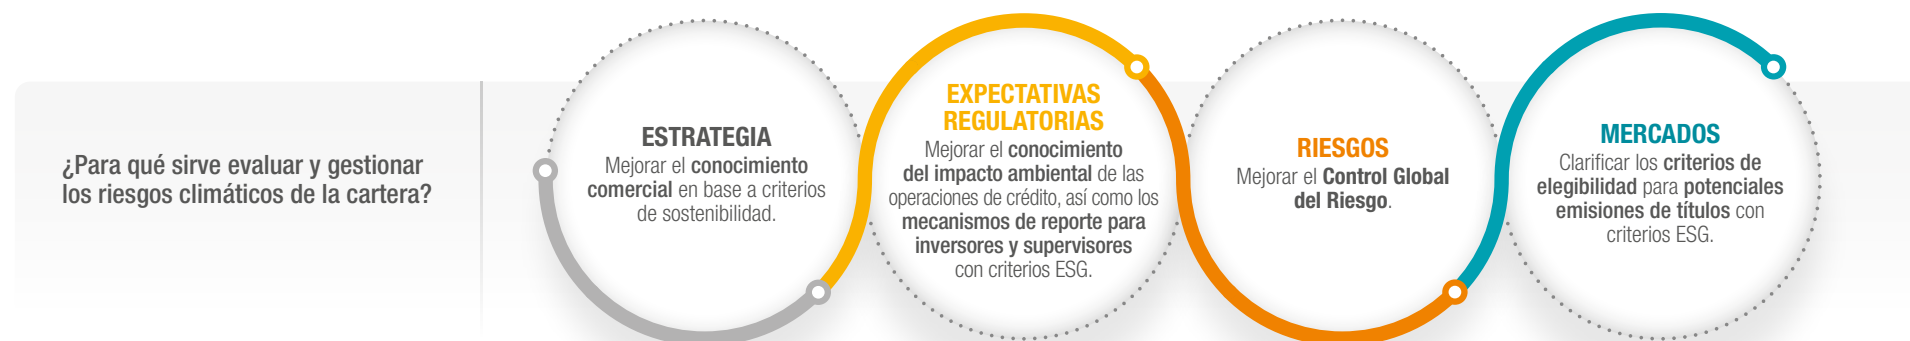 ¿Para qué sirve evaluar y gestionar
los riesgos climáticos de la cartera?
ESTRATEGIA
Mejorar el conocimiento
comercial en base a criterios
de sostenibilidad.
EXPECTATIVAS
REGULATORIAS
Mejorar el conocimiento
del impacto ambiental de las
operaciones de crédito, así como los
mecanismos de reporte para
inversores y supervisores
con criterios ESG.
RIESGOS
Mejorar el Control Global
del Riesgo.
MERCADOS
Clarificar los criterios de
elegibilidad para potenciales
emisiones de títulos con
criterios ESG.